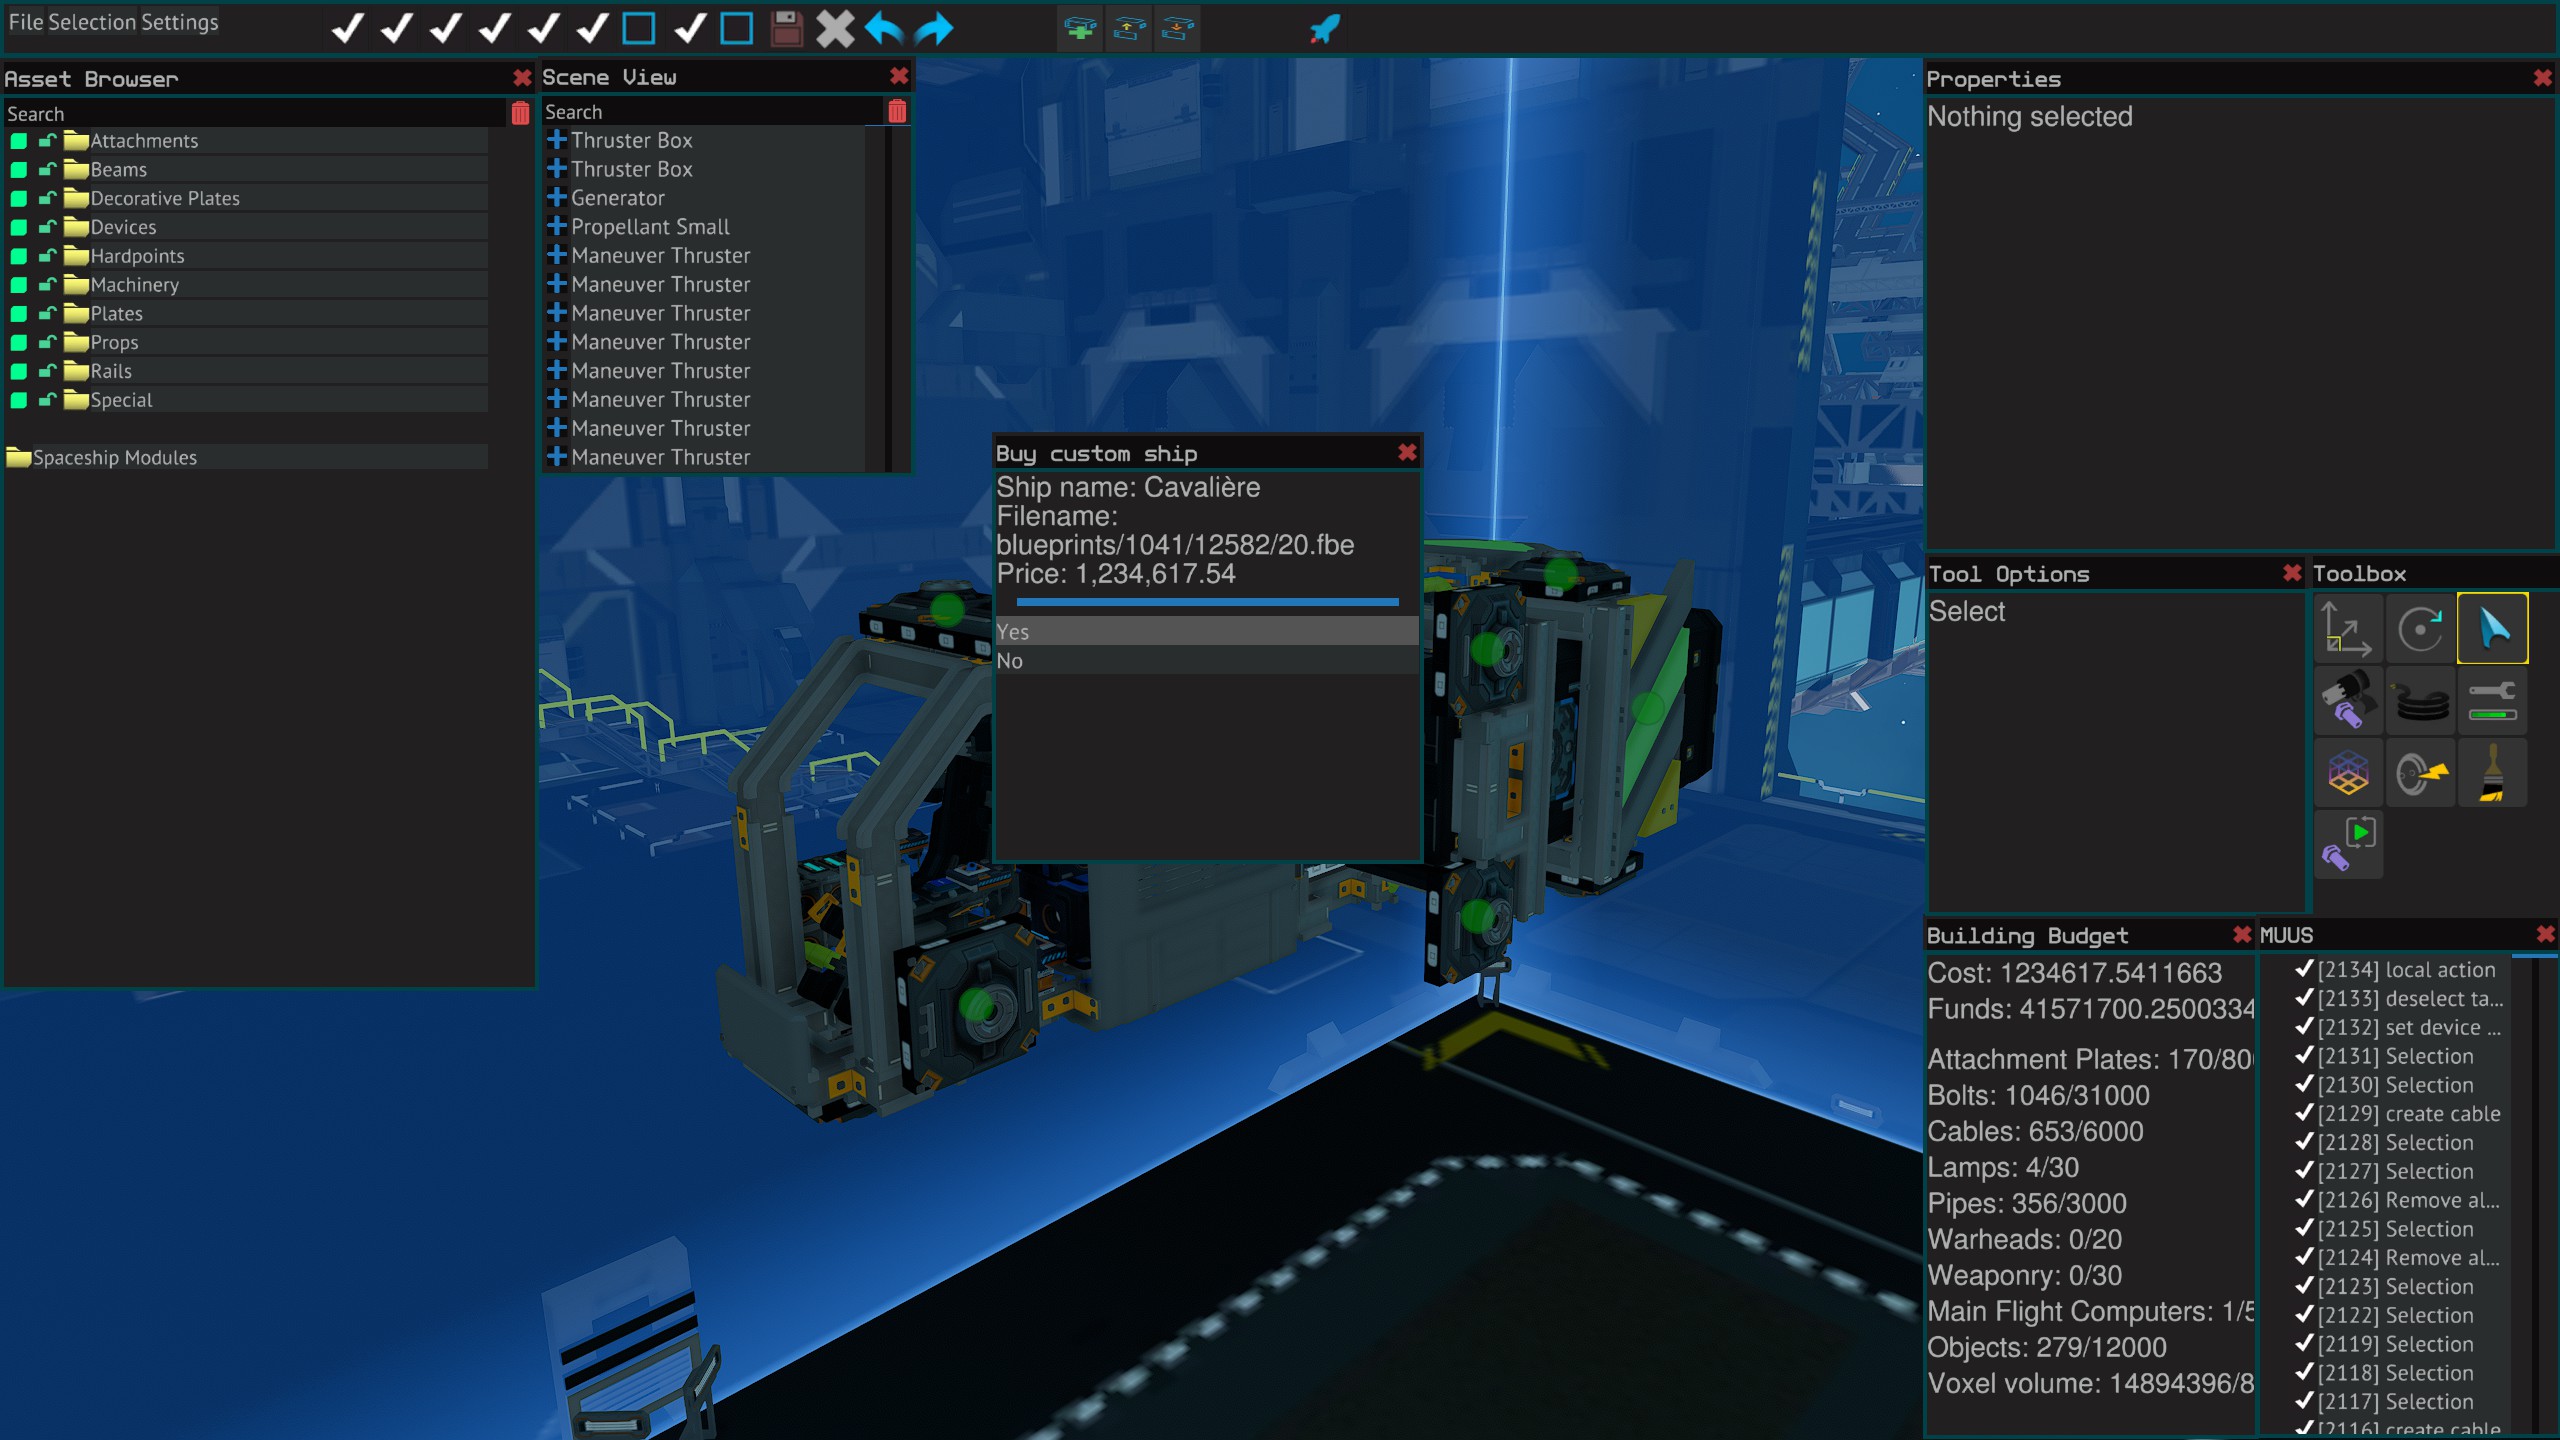 File Selection Settings
Asset Browser
Search
Attachments
Beams
Decorative Plates
Devices
Hardpoints
Machinery
Plates
Props
Rails
Special
Spaceship Modules
Scene View
Search
Thruster Box
Thruster Box
Generator
Propellant Small
Maneuver Thruster
Maneuver Thruster
Maneuver Thruster
Maneuver Thruster
Maneuver Thruster
Maneuver Thruster
Maneuver Thruster
Maneuver Thruster
Buy custom ship
Ship name: Cavalière
Filename:
blueprints/1041/12582/20.fbe
Price: 1,234,617.54
Yes
No
Properties
Nothing selected
Tool Options
Select
Toolbox
Building Budget
Cost: 1234617.5411663
Funds: 41571700.2500334
Attachment Plates: 170/80
Bolts: 1046/31000
Cables: 653/6000
Lamps: 4/30
Pipes: 356/3000
Warheads: 0/20
Weaponry: 0/30
Main Flight Computers: 1/5
Objects: 279/12000
Voxel volume: 14894396/8
MUUS
[2134] local action
[2133] deselect ta...
[2132] set device ...
[2131] Selection
[2130] Selection
[2129] create cable
[2128] Selection
[2127] Selection
[2126] Remove al...
[2125] Selection
[2124] Remove al...
[2123] Selection
[2122] Selection
[2119] Selection
[2118] Selection
[2117] Selection
[2116] create cable